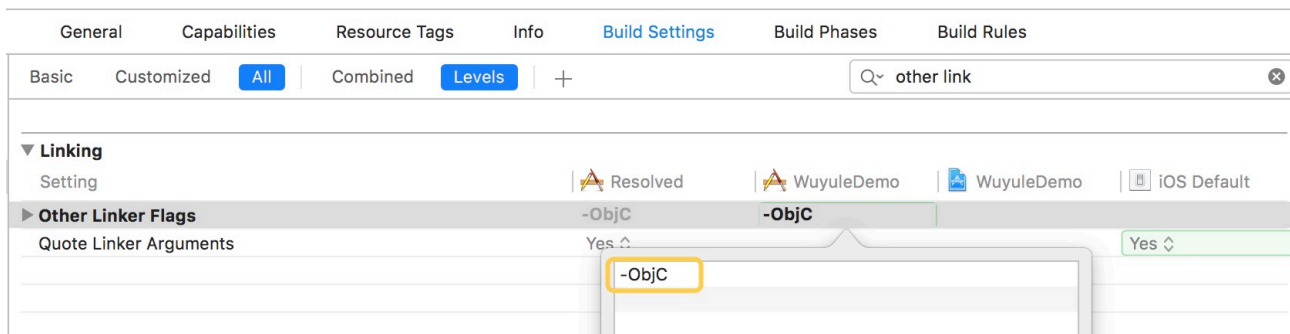 General Capabilities Resource Tags Info Build Settings Build Phases Build Rules
Basic Customized All Combined Levels + other link
Linking
Setting Resolved WuyuleDemo WuyuleDemo iOS Default
Other Linker Flags -ObjC -ObjC
Quote Linker Arguments Yes Yes
-ObjC